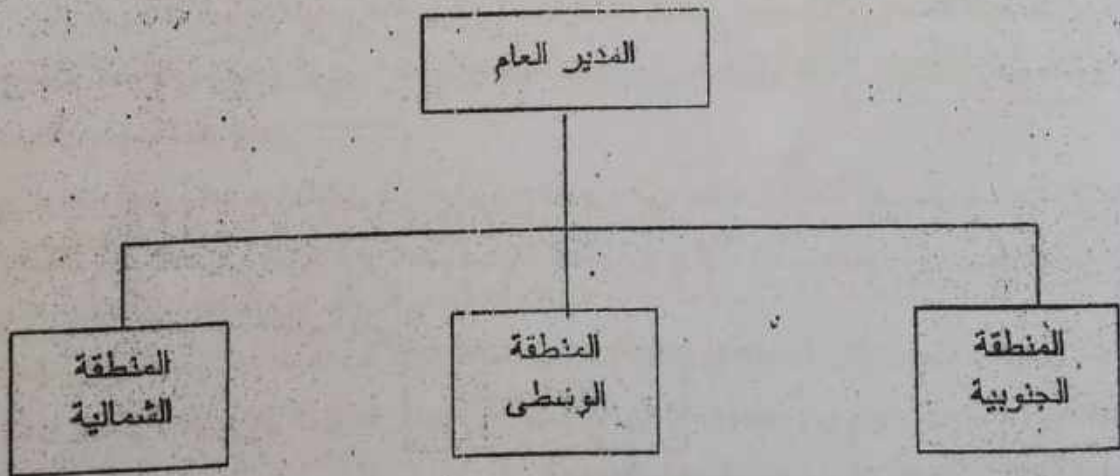 المدير العام
المنطقة
الجنوبية
المنطقة
الوسطى
المنطقة
الشمالية